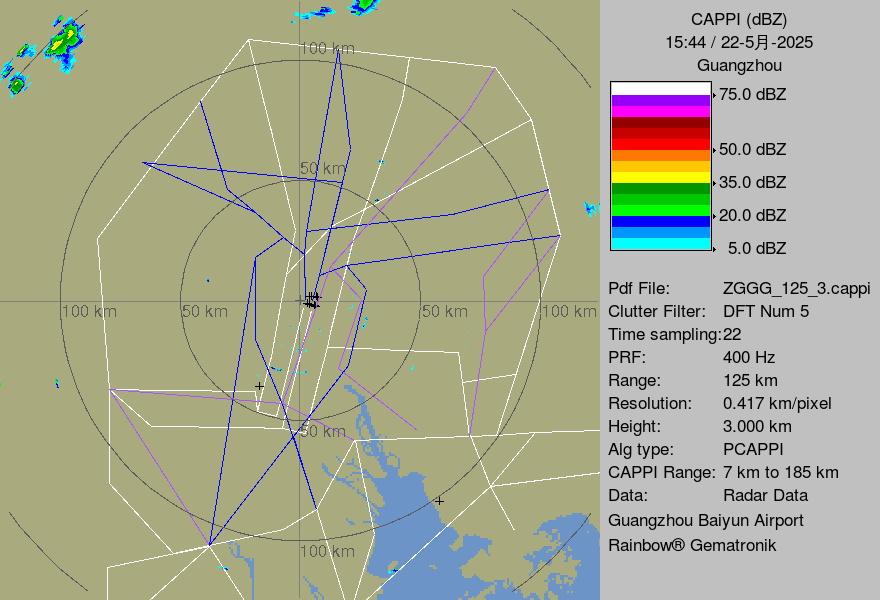 CAPPI (dBZ)
15:44 / 22-5月-2025
Guangzhou
75.0 dBZ
50.0 dBZ
35.0 dBZ
20.0 dBZ
5.0 dBZ
Pdf File: ZGGG_125_3.cappi
Clutter Filter: DFT Num 5
Time sampling:22
PRF: 400 Hz
Range: 125 km
Resolution: 0.417 km/pixel
Height: 3.000 km
Alg type: PCAPPI
CAPPI Range: 7 km to 185 km
Data: Radar Data
Guangzhou Baiyun Airport
Rainbow® Gematronik
100 km
50 km
100 km
50 km
50 km
100 km
50 km
100 km